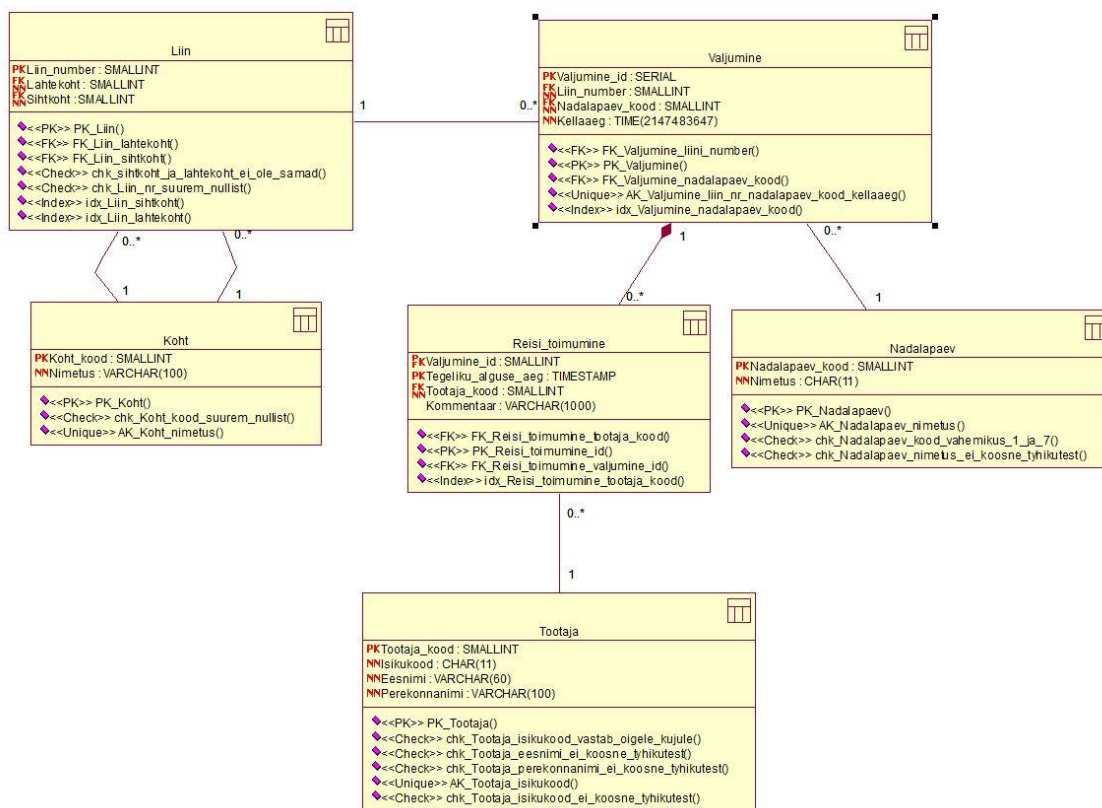 Liin
PK Liin_number : SMALLINT
FK NN Lahtekoht : SMALLINT
FK NN Sihtkoht : SMALLINT
<<PK>> PK_Liin()
<<FK>> FK_Liin_lahtekoht()
<<FK>> FK_Liin_sihtkoht()
<<Check>> chk_sihtkoht_ja_lahtekoht_ei_ole_samad()
<<Check>> chk_Liin_nr_suurem_nullist()
<<Index>> idx_Liin_sihtkoht()
<<Index>> idx_Liin_lahtekoht()
1
0..*
Valjumine
PK Valjumine_id : SERIAL
FK NN Liin_number : SMALLINT
FK NN Nadalapaev_kood : SMALLINT
NN Kellaaeg : TIME(2147483647)
<<FK>> FK_Valjumine_liini_number()
<<PK>> PK_Valjumine()
<<FK>> FK_Valjumine_nadalapaev_kood()
<<Unique>> AK_Valjumine_liin_nr_nadalapaev_kood_kellaaeg()
<<Index>> idx_Valjumine_nadalapaev_kood()
0..*
0..*
1
0..*
1
1
0..*
1
Koht
PK Koht_kood : SMALLINT
NN Nimetus : VARCHAR(100)
<<PK>> PK_Koht()
<<Check>> chk_Koht_kood_suurem_nullist()
<<Unique>> AK_Koht_nimetus()
Reisi_toimumine
P FK Valjumine_id : SMALLINT
PK Tegeliku_alguse_aeg : TIMESTAMP
FK NN Tootaja_kood : SMALLINT
Kommentaar : VARCHAR(1000)
<<FK>> FK_Reisi_toimumine_tootaja_kood()
<<PK>> PK_Reisi_toimumine_id()
<<FK>> FK_Reisi_toimumine_valjumine_id()
<<Index>> idx_Reisi_toimumine_tootaja_kood()
Nadalapaev
PK Nadalapaev_kood : SMALLINT
NN Nimetus : CHAR(11)
<<PK>> PK_Nadalapaev()
<<Unique>> AK_Nadalapaev_nimetus()
<<Check>> chk_Nadalapaev_kood_vahemikus_1_ja_7()
<<Check>> chk_Nadalapaev_nimetus_ei_koosne_tyhikutest()
0..*
1
Tootaja
PK Tootaja_kood : SMALLINT
NN Isikukood : CHAR(11)
NN Eesnimi : VARCHAR(60)
NN Perekonnanimi : VARCHAR(100)
<<PK>> PK_Tootaja()
<<Check>> chk_Tootaja_isikukood_vastab_oigele_kujule()
<<Check>> chk_Tootaja_eesnimi_ei_koosne_tyhikutest()
<<Check>> chk_Tootaja_perekonnanimi_ei_koosne_tyhikutest()
<<Unique>> AK_Tootaja_isikukood()
<<Check>> chk_Tootaja_isikukood_ei_koosne_tyhikutest()